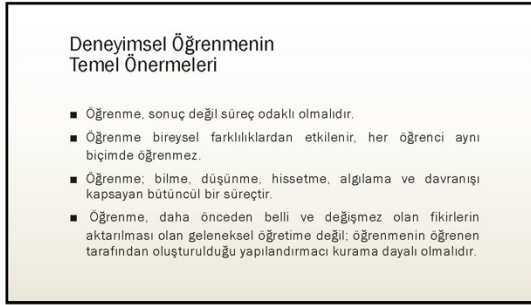 Deneyimsel Öğrenmenin
Temel Önermeleri
■ Öğrenme, sonuç değil süreç odaklı olmalıdır.
■ Öğrenme bireysel farklılıklardan etkilenir, her öğrenci aynı
biçimde öğrenmez.
■ Öğrenme; bilme, düşünme, hissetme, algılama ve davranışı
kapsayan bütüncül bir süreçtir.
■ Öğrenme, daha önceden belli ve değişmez olan fikirlerin
aktarılması olan geleneksel öğretime değil; öğrenmenin öğrenen
tarafından oluşturulduğu yapılandırmacı kurama dayalı olmalıdır.